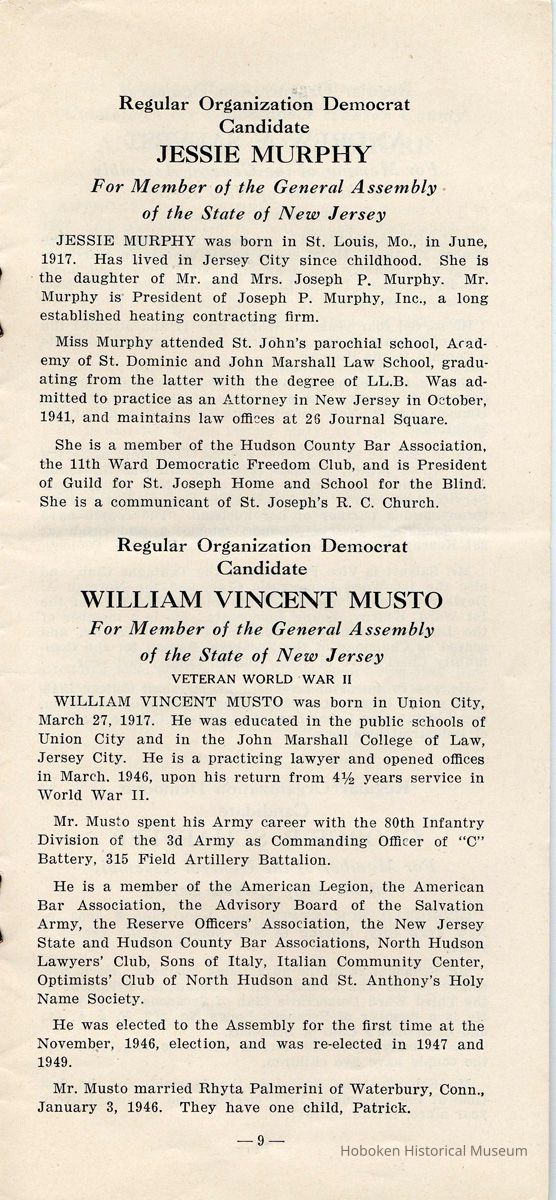 Regular Organization Democrat
Candidate
JESSIE MURPHY
For Member of the General Assembly
of the State of New Jersey
JESSIE MURPHY was born in St. Louis, Mo., in June,
1917. Has lived in Jersey City since childhood. She is
the daughter of Mr. and Mrs. Joseph P. Murphy. Mr.
Murphy is President of Joseph P. Murphy, Inc., a long
established heating contracting firm.
Miss Murphy attended St. John's parochial school, Acad-
emy of St. Dominic and John Marshall Law School, gradu-
ating from the latter with the degree of LL.B. Was ad-
mitted to practice as an Attorney in New Jersey in October,
1941, and maintains law offices at 26 Journal Square.
She is a member of the Hudson County Bar Association,
the 11th Ward Democratic Freedom Club, and is President
of Guild for St. Joseph Home and School for the Blind.
She is a communicant of St. Joseph's R. C. Church.
Regular Organization Democrat
Candidate
WILLIAM VINCENT MUSTO
For Member of the General Assembly
of the State of New Jersey
VETERAN WORLD WAR II
WILLIAM VINCENT MUSTO was born in Union City,
March 27, 1917. He was educated in the public schools of
Union City and in the John Marshall College of Law,
Jersey City. He is a practicing lawyer and opened offices
in March, 1946, upon his return from 4½ years service in
World War II.
Mr. Musto spent his Army career with the 80th Infantry
Division of the 3d Army as Commanding Officer of "C"
Battery, 315 Field Artillery Battalion.
He is a member of the American Legion, the American
Bar Association, the Advisory Board of the Salvation
Army, the Reserve Officers' Association, the New Jersey
State and Hudson County Bar Associations, North Hudson
Lawyers' Club, Sons of Italy, Italian Community Center,
Optimists' Club of North Hudson and St. Anthony's Holy
Name Society.
He was elected to the Assembly for the first time at the
November, 1946, election, and was re-elected in 1947 and
1949.
Mr. Musto married Rhyta Palmerini of Waterbury, Conn.,
January 3, 1946. They have one child, Patrick.
— 9 —
Hoboken Historical Museum